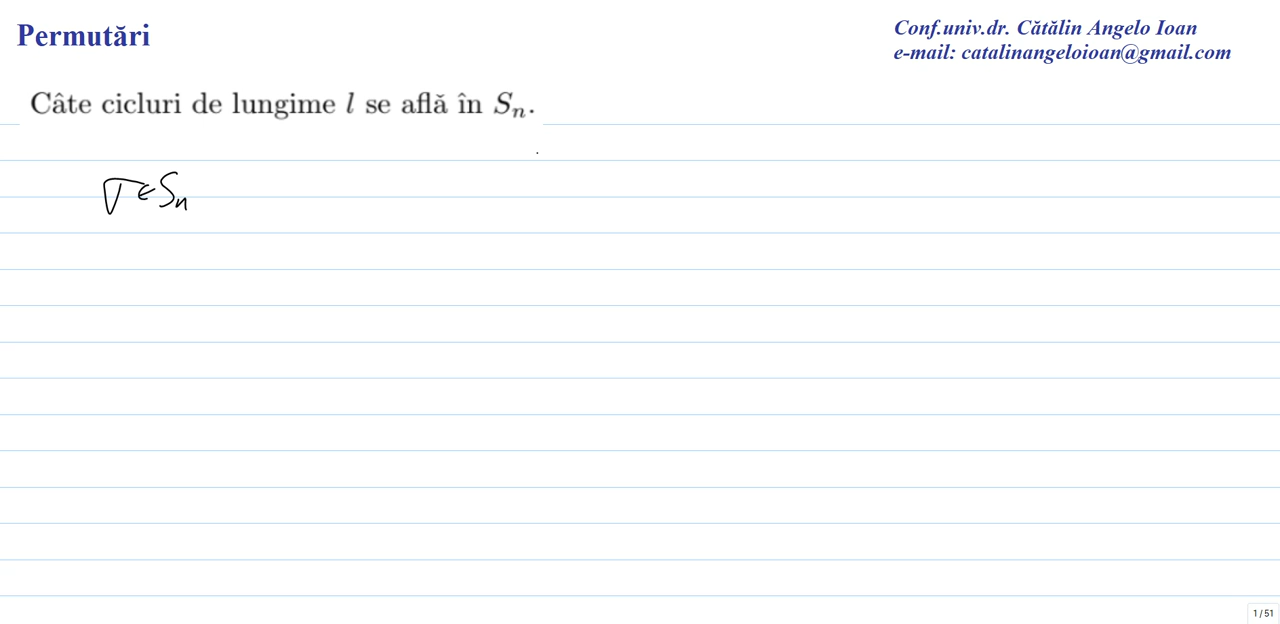 Permutări
Conf.univ.dr. Cătălin Angelo Ioan
e-mail: catalinangeloioan@gmail.com
Câte cicluri de lungime l se află în Sn.
σ∈Sn
1 / 51